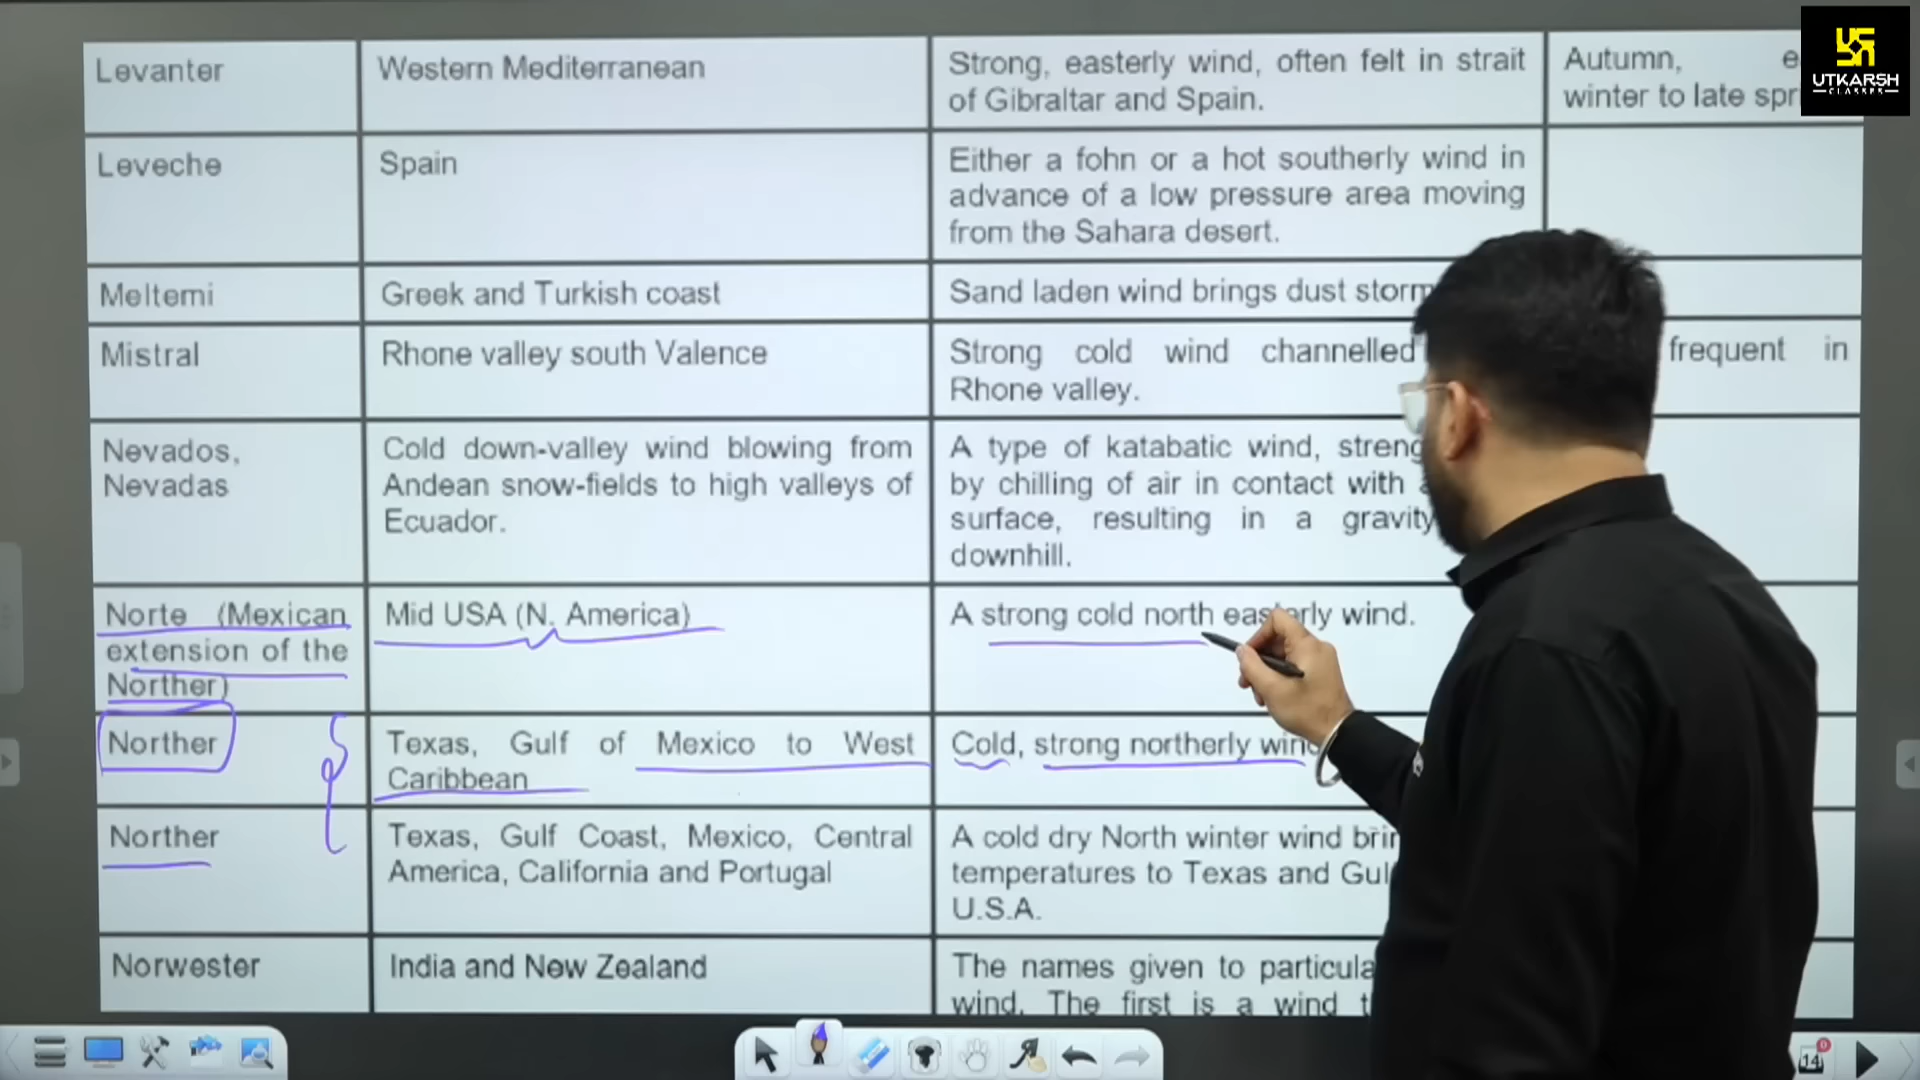 Levanter
Western Mediterranean
Strong, easterly wind, often felt in strait
of Gibraltar and Spain.
Autumn,
winter to late
UTKARSH
CLASSES
Leveche
Spain
Either a fohn or a hot southerly wind in
advance of a low pressure area moving
from the Sahara desert.
Meltemi
Greek and Turkish coast
Sand laden wind brings dust
Mistral
Rhone valley south Valence
Strong cold wind channelled
Rhone valley.
frequent in
Nevados,
Nevadas
Cold down-valley wind blowing from
Andean snow-fields to high valleys of
Ecuador.
A type of katabatic wind,
by chilling of air in contact with
surface, resulting in a gravity
downhill.
Norte (Mexican
extension of the
Norther)
Mid USA (N. America)
A strong cold north easterly wind.
Norther
Texas, Gulf of Mexico to West
Caribbean
Cold, strong northerly
Norther
Texas, Gulf Coast, Mexico, Central
America, California and Portugal
A cold dry North winter wind
temperatures to Texas and
U.S.A.
Norwester
India and New Zealand
The names given to
wind. The first is a wind
14
0